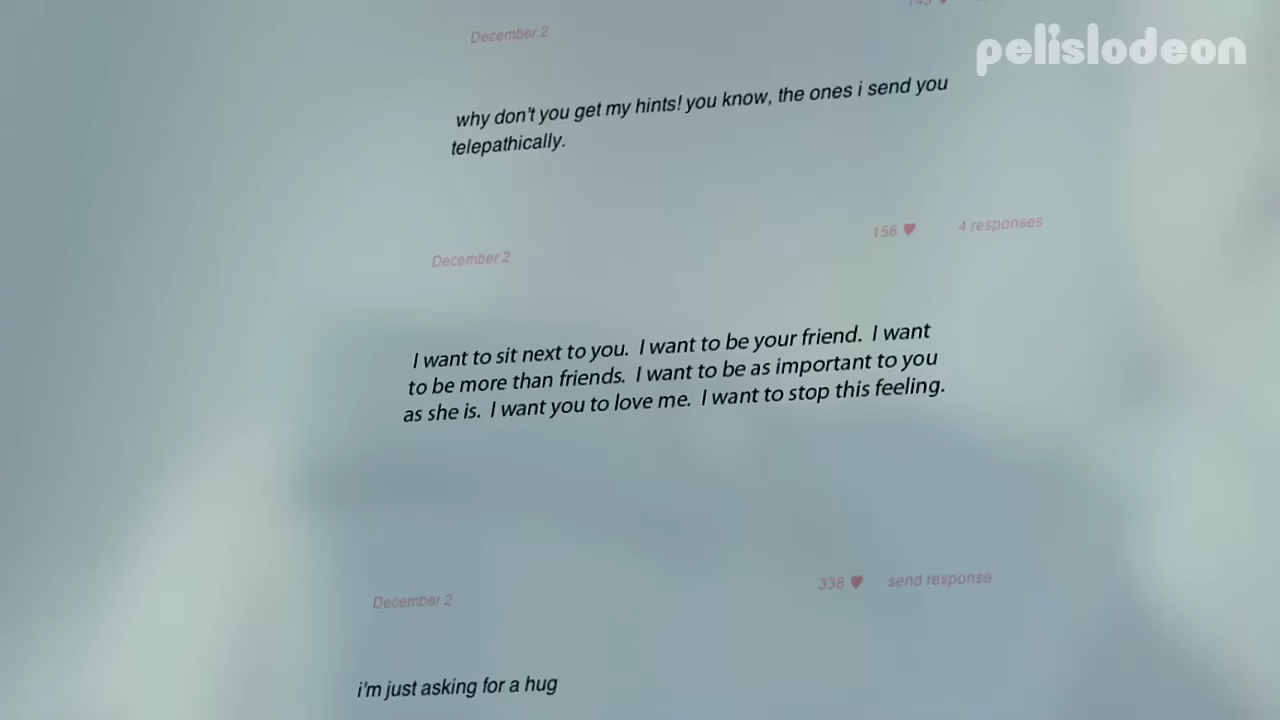 pelislodeon
December 2
why don't you get my hints! you know, the ones i send you
telepathically.
156 ♥ 4 responses
December 2
I want to sit next to you. I want to be your friend. I want
to be more than friends. I want to be as important to you
as she is. I want you to love me. I want to stop this feeling.
338 ♥ send response
December 2
i'm just asking for a hug